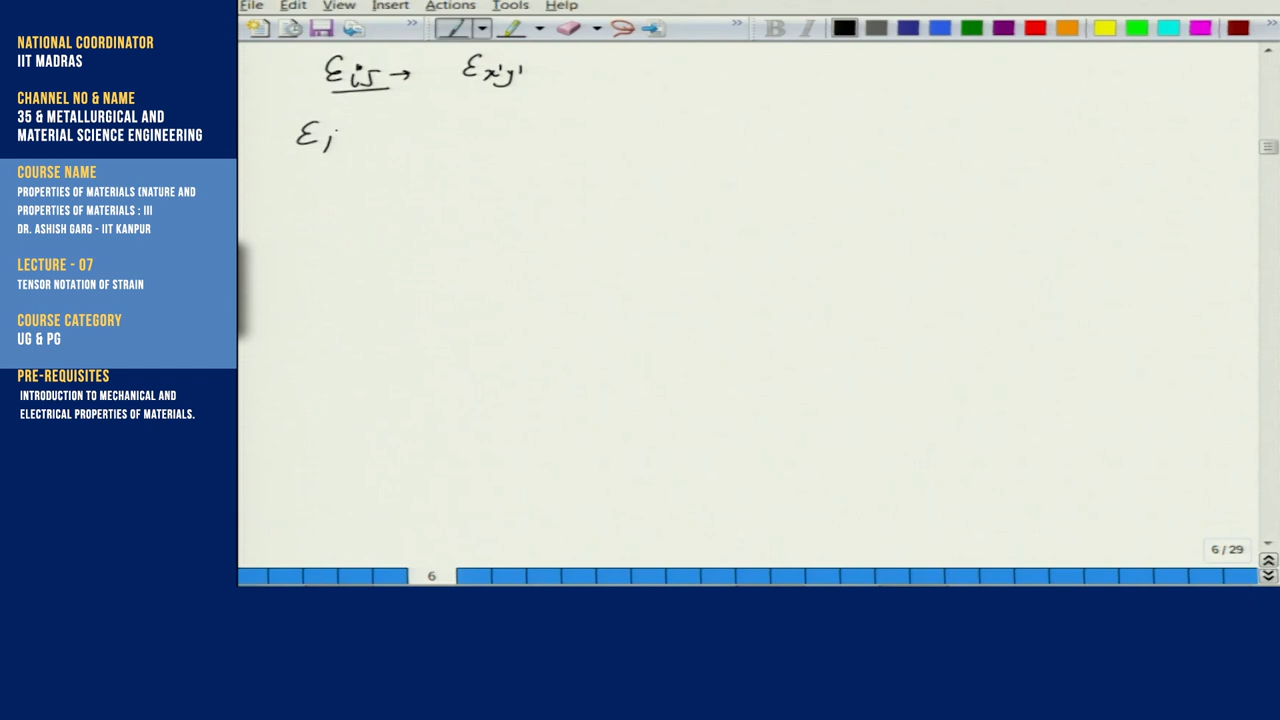 NATIONAL COORDINATOR
IIT MADRAS
CHANNEL NO & NAME
35 & METALLURGICAL AND
MATERIAL SCIENCE ENGINEERING
COURSE NAME
PROPERTIES OF MATERIALS (NATURE AND
PROPERTIES OF MATERIALS : III
DR. ASHISH GARG - IIT KANPUR
LECTURE - 07
TENSOR NOTATION OF STRAIN
COURSE CATEGORY
UG & PG
PRE-REQUISITES
INTRODUCTION TO MECHANICAL AND
ELECTRICAL PROPERTIES OF MATERIALS.
File Edit View Insert Actions Tools Help
B I
εij → εx'y'
εi
6 / 29
6